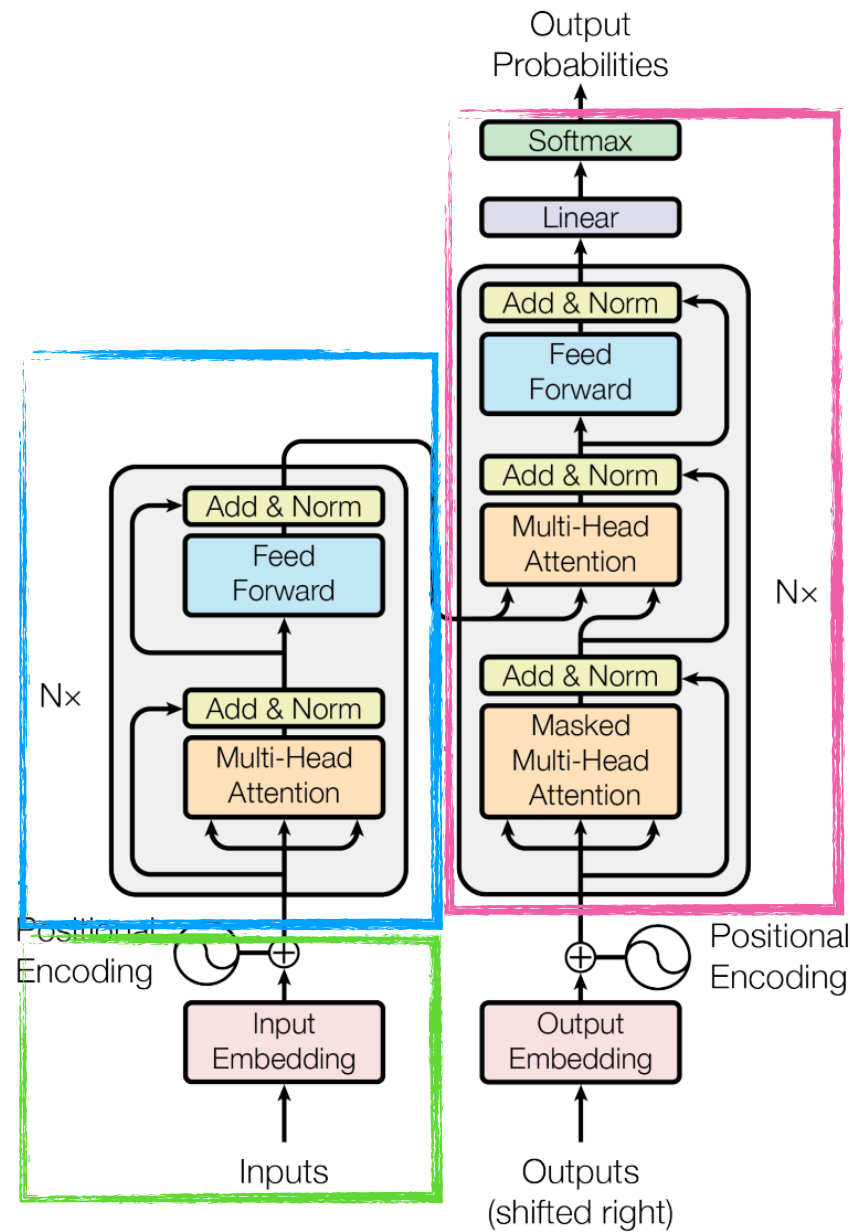 Output
Probabilities
Softmax
Linear
Add & Norm
Feed
Forward
Add & Norm
Multi-Head
Attention
N×
Add & Norm
Masked
Multi-Head
Attention
Add & Norm
Feed
Forward
N×
Add & Norm
Multi-Head
Attention
Positional
Encoding
Positional
Encoding
Input
Embedding
Output
Embedding
Inputs
Outputs
(shifted right)